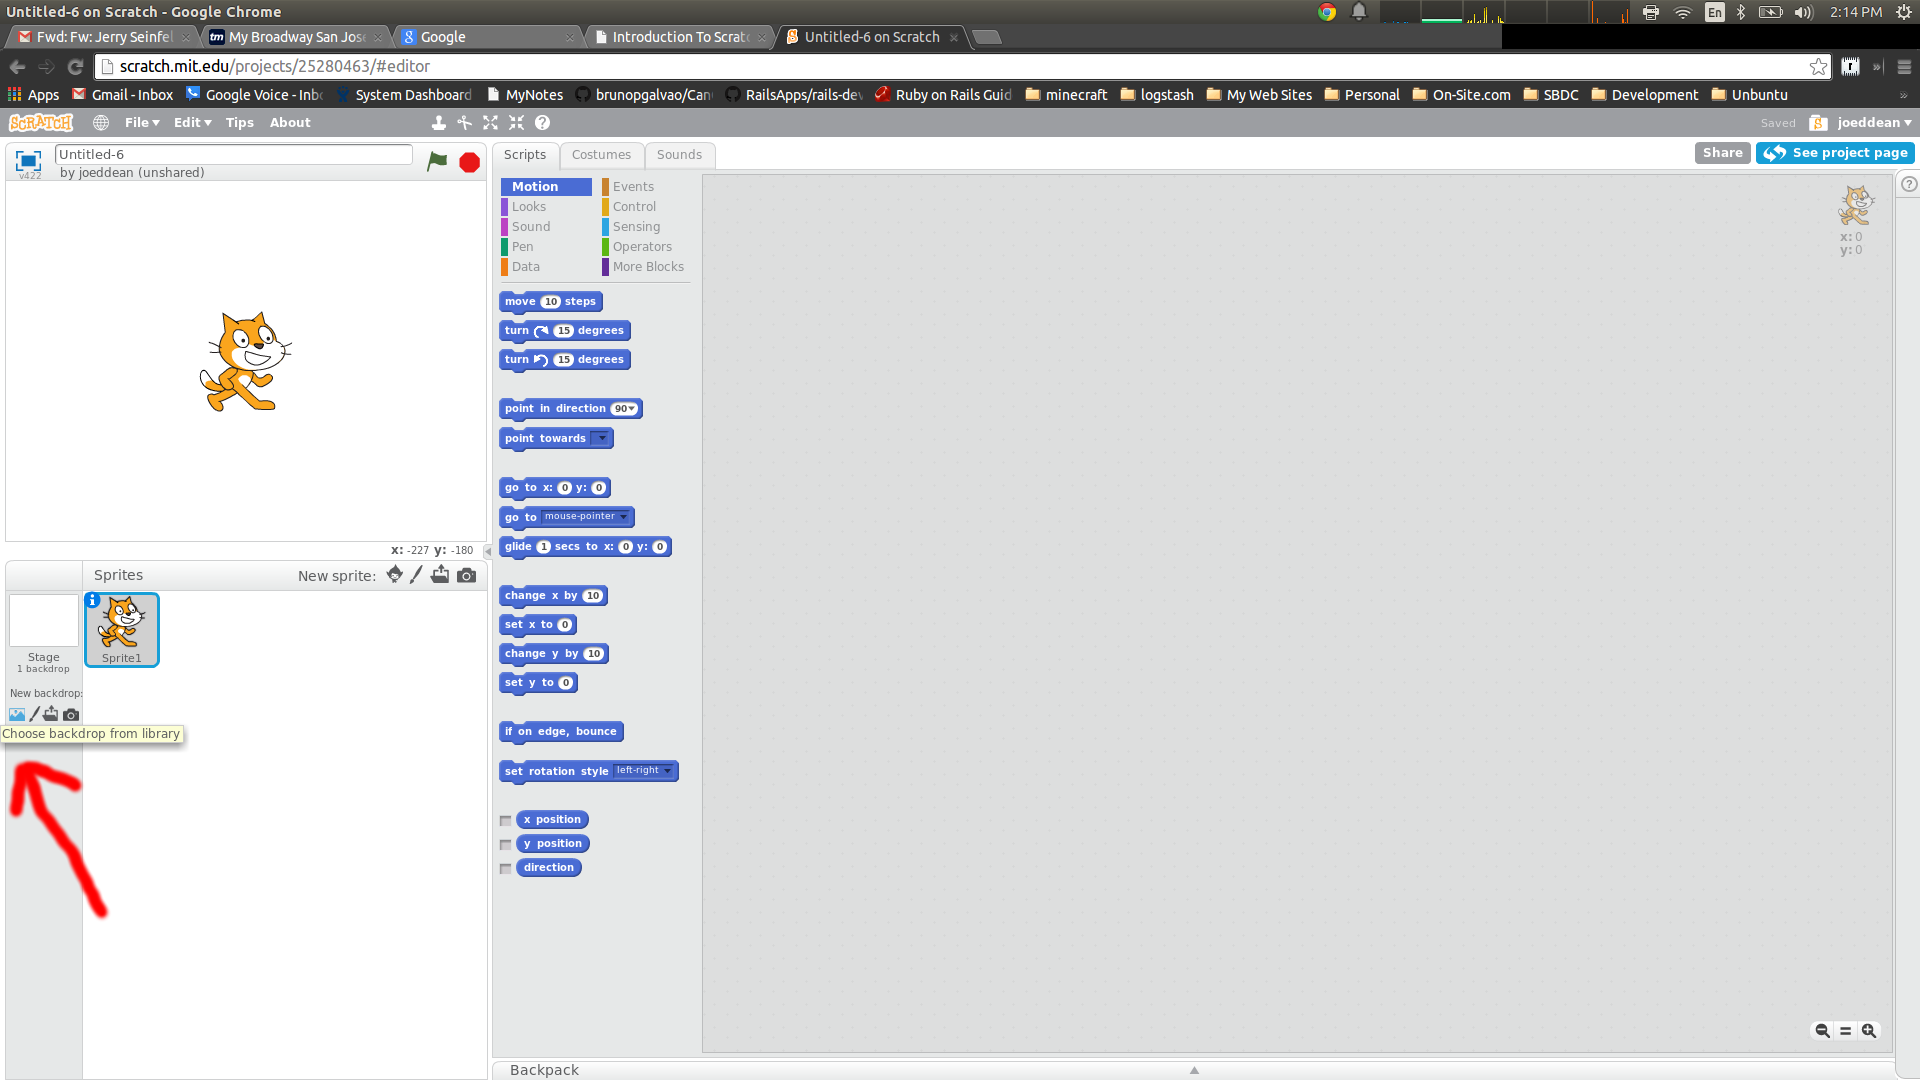 Untitled-6 on Scratch - Google Chrome
En 2:14 PM
Fwd: Fw: Jerry Seinfel
tm My Broadway San Jos
Google
Introduction To Scratc
Untitled-6 on Scratch
scratch.mit.edu/projects/25280463/#editor
Apps Gmail - Inbox Google Voice - Inb System Dashboard MyNotes brunopgalvao/Can RailsApps/rails-dev Ruby on Rails Guid minecraft logstash My Web Sites Personal On-Site.com SBDC Development Unbuntu
SCRATCH File Edit Tips About Saved joeddean
Untitled-6
by joeddean (unshared)
v422
Scripts Costumes Sounds
Share See project page
Motion Events
Looks Control
Sound Sensing
Pen Operators
Data More Blocks
x: 0
y: 0
move 10 steps
turn 15 degrees
turn 15 degrees
point in direction 90
point towards
go to x: 0 y: 0
go to mouse-pointer
glide 1 secs to x: 0 y: 0
change x by 10
set x to 0
change y by 10
set y to 0
if on edge, bounce
set rotation style left-right
x position
y position
direction
x: -227 y: -180
Sprites New sprite:
Stage
1 backdrop
Sprite1
New backdrop:
Choose backdrop from library
Backpack